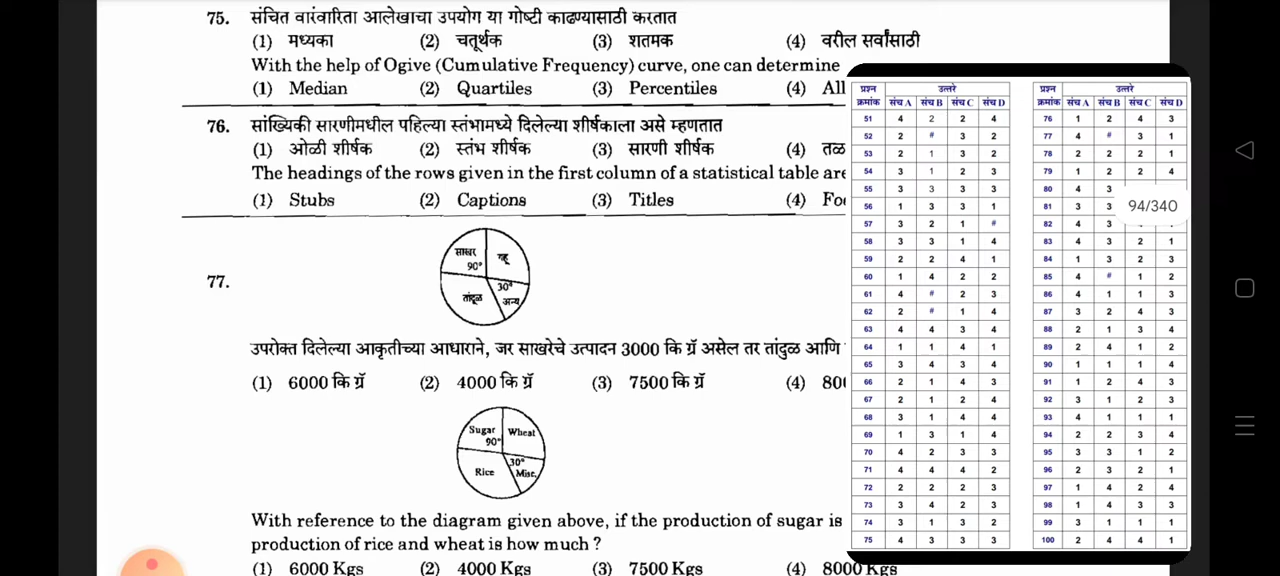 75. संचित वारंवारिता आलेखाचा उपयोग या गोष्टी काढण्यासाठी करतात
(1) मध्यका (2) चतूर्थक (3) शतमक (4) वरील सर्वांसाठी
With the help of Ogive (Cumulative Frequency) curve, one can determine
(1) Median (2) Quartiles (3) Percentiles (4) All
76. सांख्यिकी सारणीमधील पहिल्या स्तंभामध्ये दिलेल्या शीर्षकाला असे म्हणतात
(1) ओळी शीर्षक (2) स्तंभ शीर्षक (3) सारणी शीर्षक (4) तळ
The headings of the rows given in the first column of a statistical table are
(1) Stubs (2) Captions (3) Titles (4)
77.
साखर 90° गहू
तांदूळ 30° अन्य
उपरोक्त दिलेल्या आकृतीच्या आधाराने, जर साखरेचे उत्पादन 3000 कि ग्रॅ असेल तर तांदुळ आणि
(1) 6000 कि ग्रॅ (2) 4000 कि ग्रॅ (3) 7500 कि ग्रॅ (4)
Sugar 90° Wheat
Rice 30° Misc.
With reference to the diagram given above, if the production of sugar is
production of rice and wheat is how much ?
(1) 6000 Kgs (2) 4000 Kgs (3) 7500 Kgs (4) 8000 Kgs
प्रश्न क्रमांक उत्तरे
संच A संच B संच C संच D
51 4 2 2 4
52 2 # 3 2
53 2 1 3 2
54 3 1 2 3
55 3 3 3 3
56 1 3 3 1
57 3 2 1 #
58 3 3 1 4
59 2 2 4 1
60 1 4 2 2
61 4 # 2 3
62 2 # 1 4
63 4 4 3 4
64 1 1 4 1
65 3 4 3 4
66 2 1 4 3
67 2 1 2 4
68 3 1 4 4
69 1 3 1 4
70 4 2 3 3
71 4 4 4 2
72 2 2 2 3
73 3 4 2 3
74 3 1 3 2
75 4 3 3 3
प्रश्न क्रमांक उत्तरे
संच A संच B संच C संच D
76 1 2 4 3
77 4 # 3 1
78 2 2 2 1
79 1 2 2 4
80 4 3
81 3 3
94/340
82 4 3
83 4 3 2 1
84 1 3 2 3
85 4 # 1 2
86 4 1 1 3
87 3 2 4 3
88 2 1 3 4
89 2 4 1 2
90 1 1 1 4
91 1 2 4 3
92 3 1 2 3
93 4 1 1 1
94 2 2 3 4
95 3 3 1 2
96 2 3 2 1
97 1 4 2 4
98 1 4 3 3
99 3 1 1 1
100 2 4 4 1